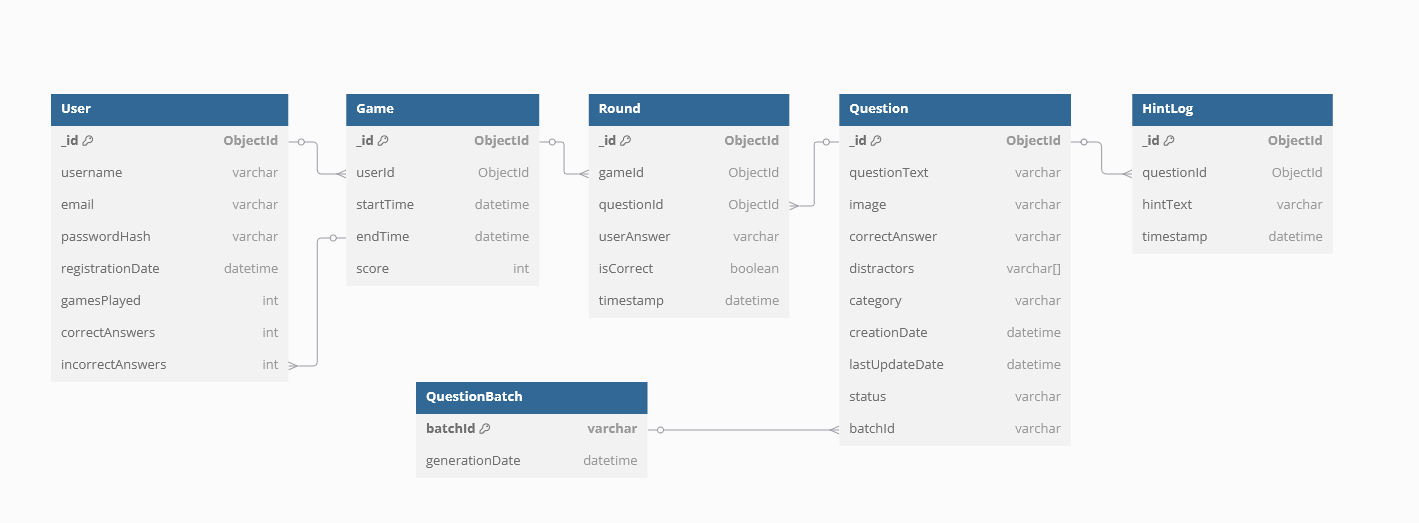 User
_id ObjectId
username varchar
email varchar
passwordHash varchar
registrationDate datetime
gamesPlayed int
correctAnswers int
incorrectAnswers int
Game
_id ObjectId
userId ObjectId
startTime datetime
endTime datetime
score int
Round
_id ObjectId
gameId ObjectId
questionId ObjectId
userAnswer varchar
isCorrect boolean
timestamp datetime
Question
_id ObjectId
questionText varchar
image varchar
correctAnswer varchar
distractors varchar[]
category varchar
creationDate datetime
lastUpdateDate datetime
status varchar
batchId varchar
HintLog
_id ObjectId
questionId ObjectId
hintText varchar
timestamp datetime
QuestionBatch
batchId varchar
generationDate datetime